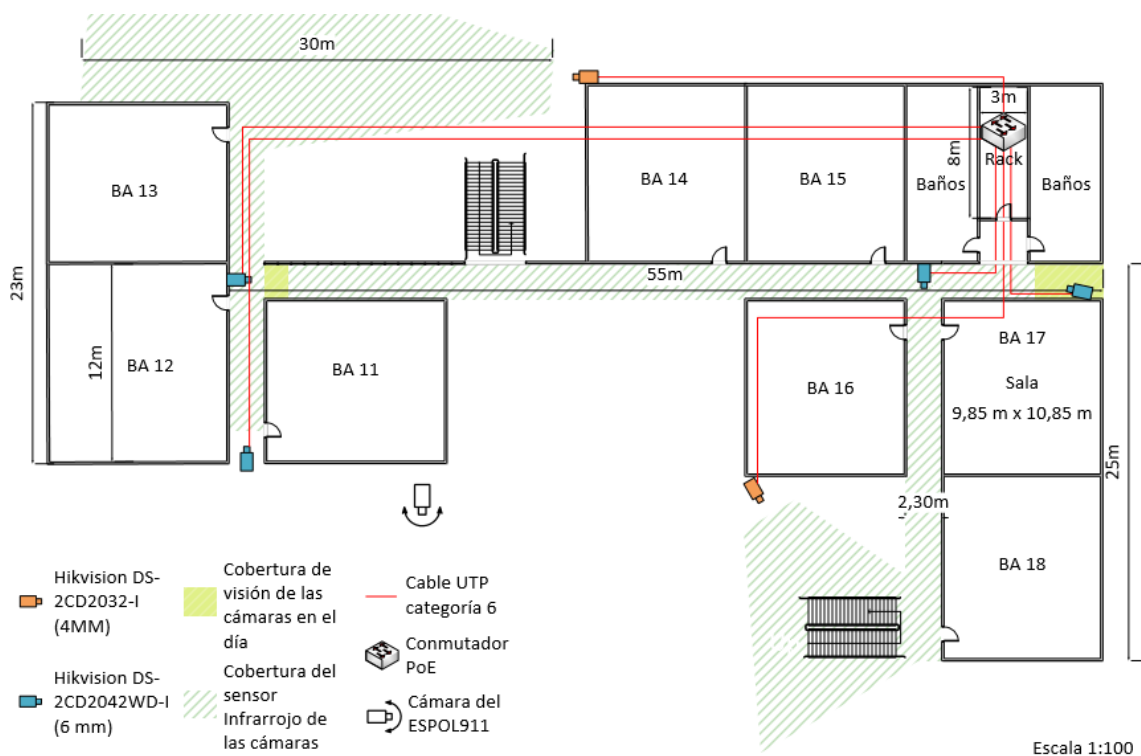 30m
3m
8m
Rack
BA 13
BA 14
BA 15
Baños
Baños
23m
55m
12m
BA 12
BA 11
BA 16
BA 17
Sala
9,85 m x 10,85 m
25m
2,30m
BA 18
Hikvision DS-
2CD2032-I
(4MM)
Cobertura de
visión de las
cámaras en el
día
Cable UTP
categoría 6
Conmutador
PoE
Hikvision DS-
2CD2042WD-I
(6 mm)
Cobertura del
sensor
Infrarrojo de
las cámaras
Cámara del
ESPOL911
Escala 1:100